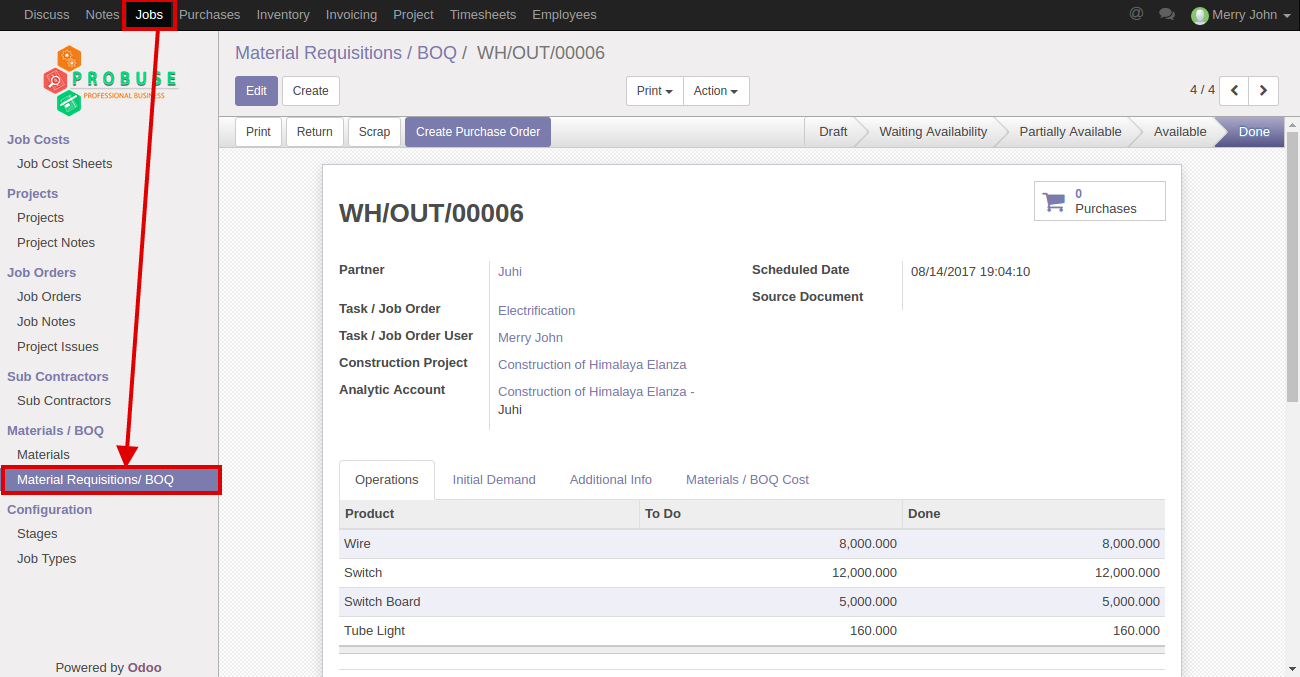 Discuss Notes Jobs Purchases Inventory Invoicing Project Timesheets Employees @ Merry John
PROBUSE
PROFESSIONAL BUSINESS
Job Costs
Job Cost Sheets
Projects
Projects
Project Notes
Job Orders
Job Orders
Job Notes
Project Issues
Sub Contractors
Sub Contractors
Materials / BOQ
Materials
Material Requisitions/ BOQ
Configuration
Stages
Job Types
Powered by Odoo
Material Requisitions / BOQ / WH/OUT/00006
Edit Create Print Action 4 / 4
Print Return Scrap Create Purchase Order Draft Waiting Availability Partially Available Available Done
0
Purchases
WH/OUT/00006
Partner Juhi Scheduled Date 08/14/2017 19:04:10
Source Document
Task / Job Order Electrification
Task / Job Order User Merry John
Construction Project Construction of Himalaya Elanza
Analytic Account Construction of Himalaya Elanza -
Juhi
Operations Initial Demand Additional Info Materials / BOQ Cost
Product To Do Done
Wire 8,000.000 8,000.000
Switch 12,000.000 12,000.000
Switch Board 5,000.000 5,000.000
Tube Light 160.000 160.000